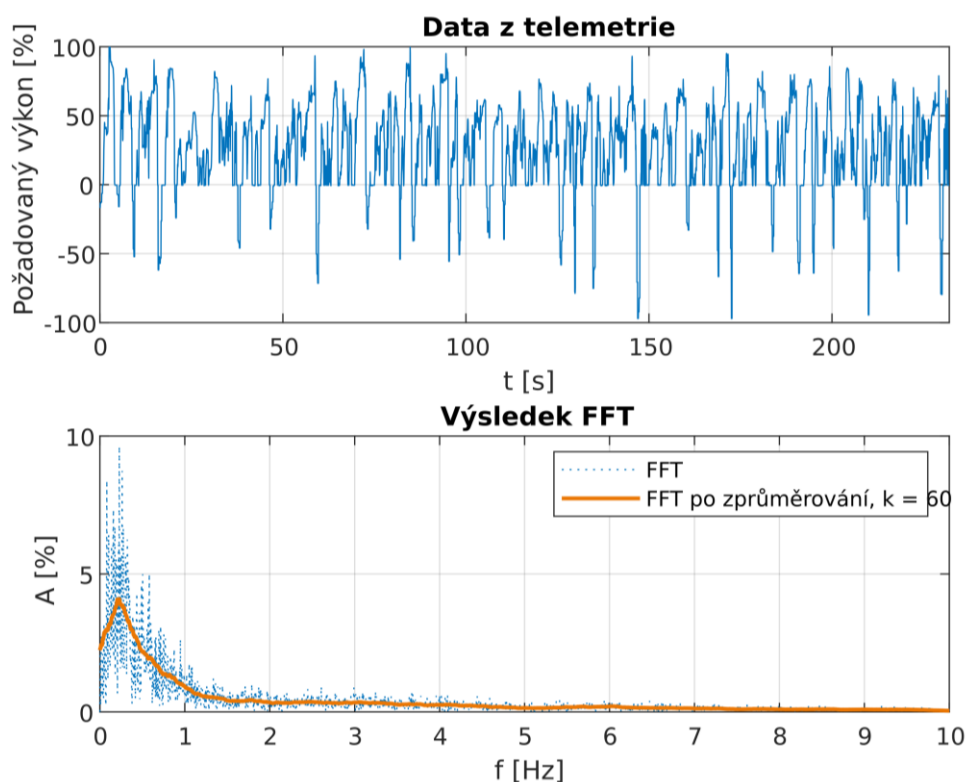 Data z telemetrie
Požadovaný výkon [%]
100
50
0
-50
-100
0 50 100 150 200
t [s]
Výsledek FFT
A [%]
10
5
0
FFT
FFT po zprůměrování, k = 60
0 1 2 3 4 5 6 7 8 9 10
f [Hz]